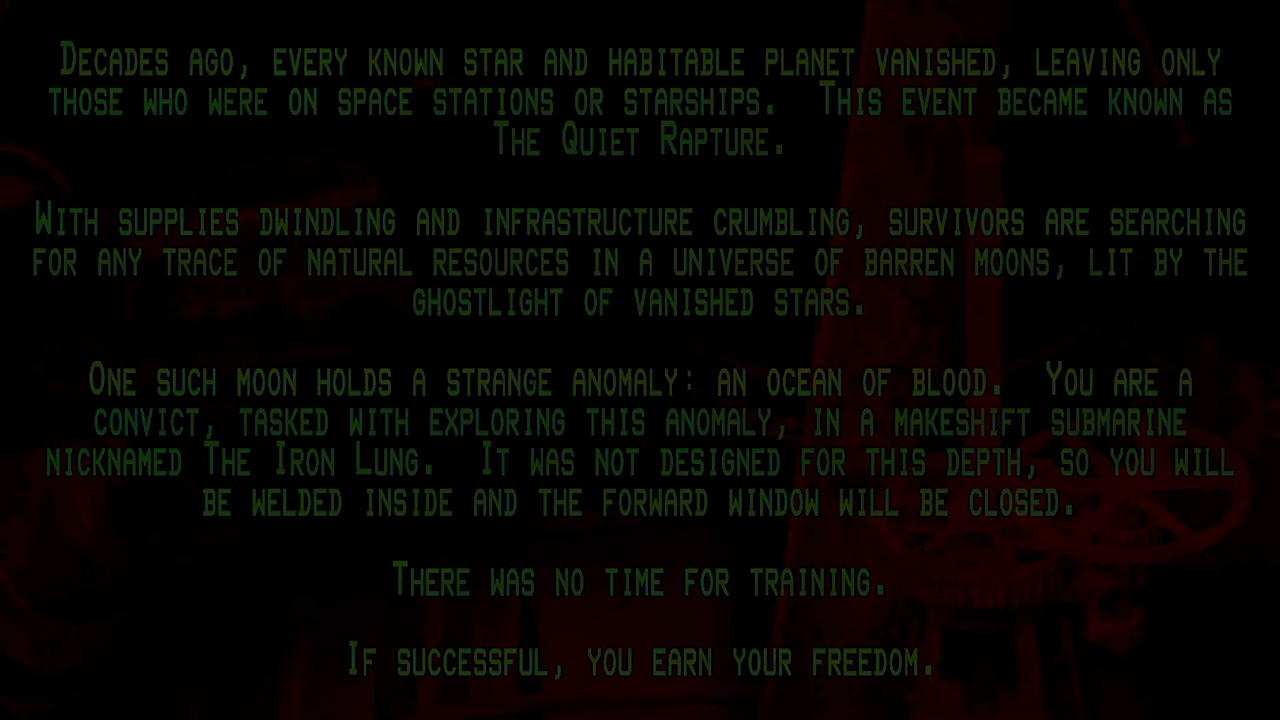 Decades ago, every known star and habitable planet vanished, leaving only
those who were on space stations or starships.  This event became known as
The Quiet Rapture.
With supplies dwindling and infrastructure crumbling, survivors are searching
for any trace of natural resources in a universe of barren moons, lit by the
ghostlight of vanished stars.
One such moon holds a strange anomaly: an ocean of blood.  You are a
convict, tasked with exploring this anomaly, in a makeshift submarine
nicknamed The Iron Lung.  It was not designed for this depth, so you will
be welded inside and the forward window will be closed.
There was no time for training.
If successful, you earn your freedom.